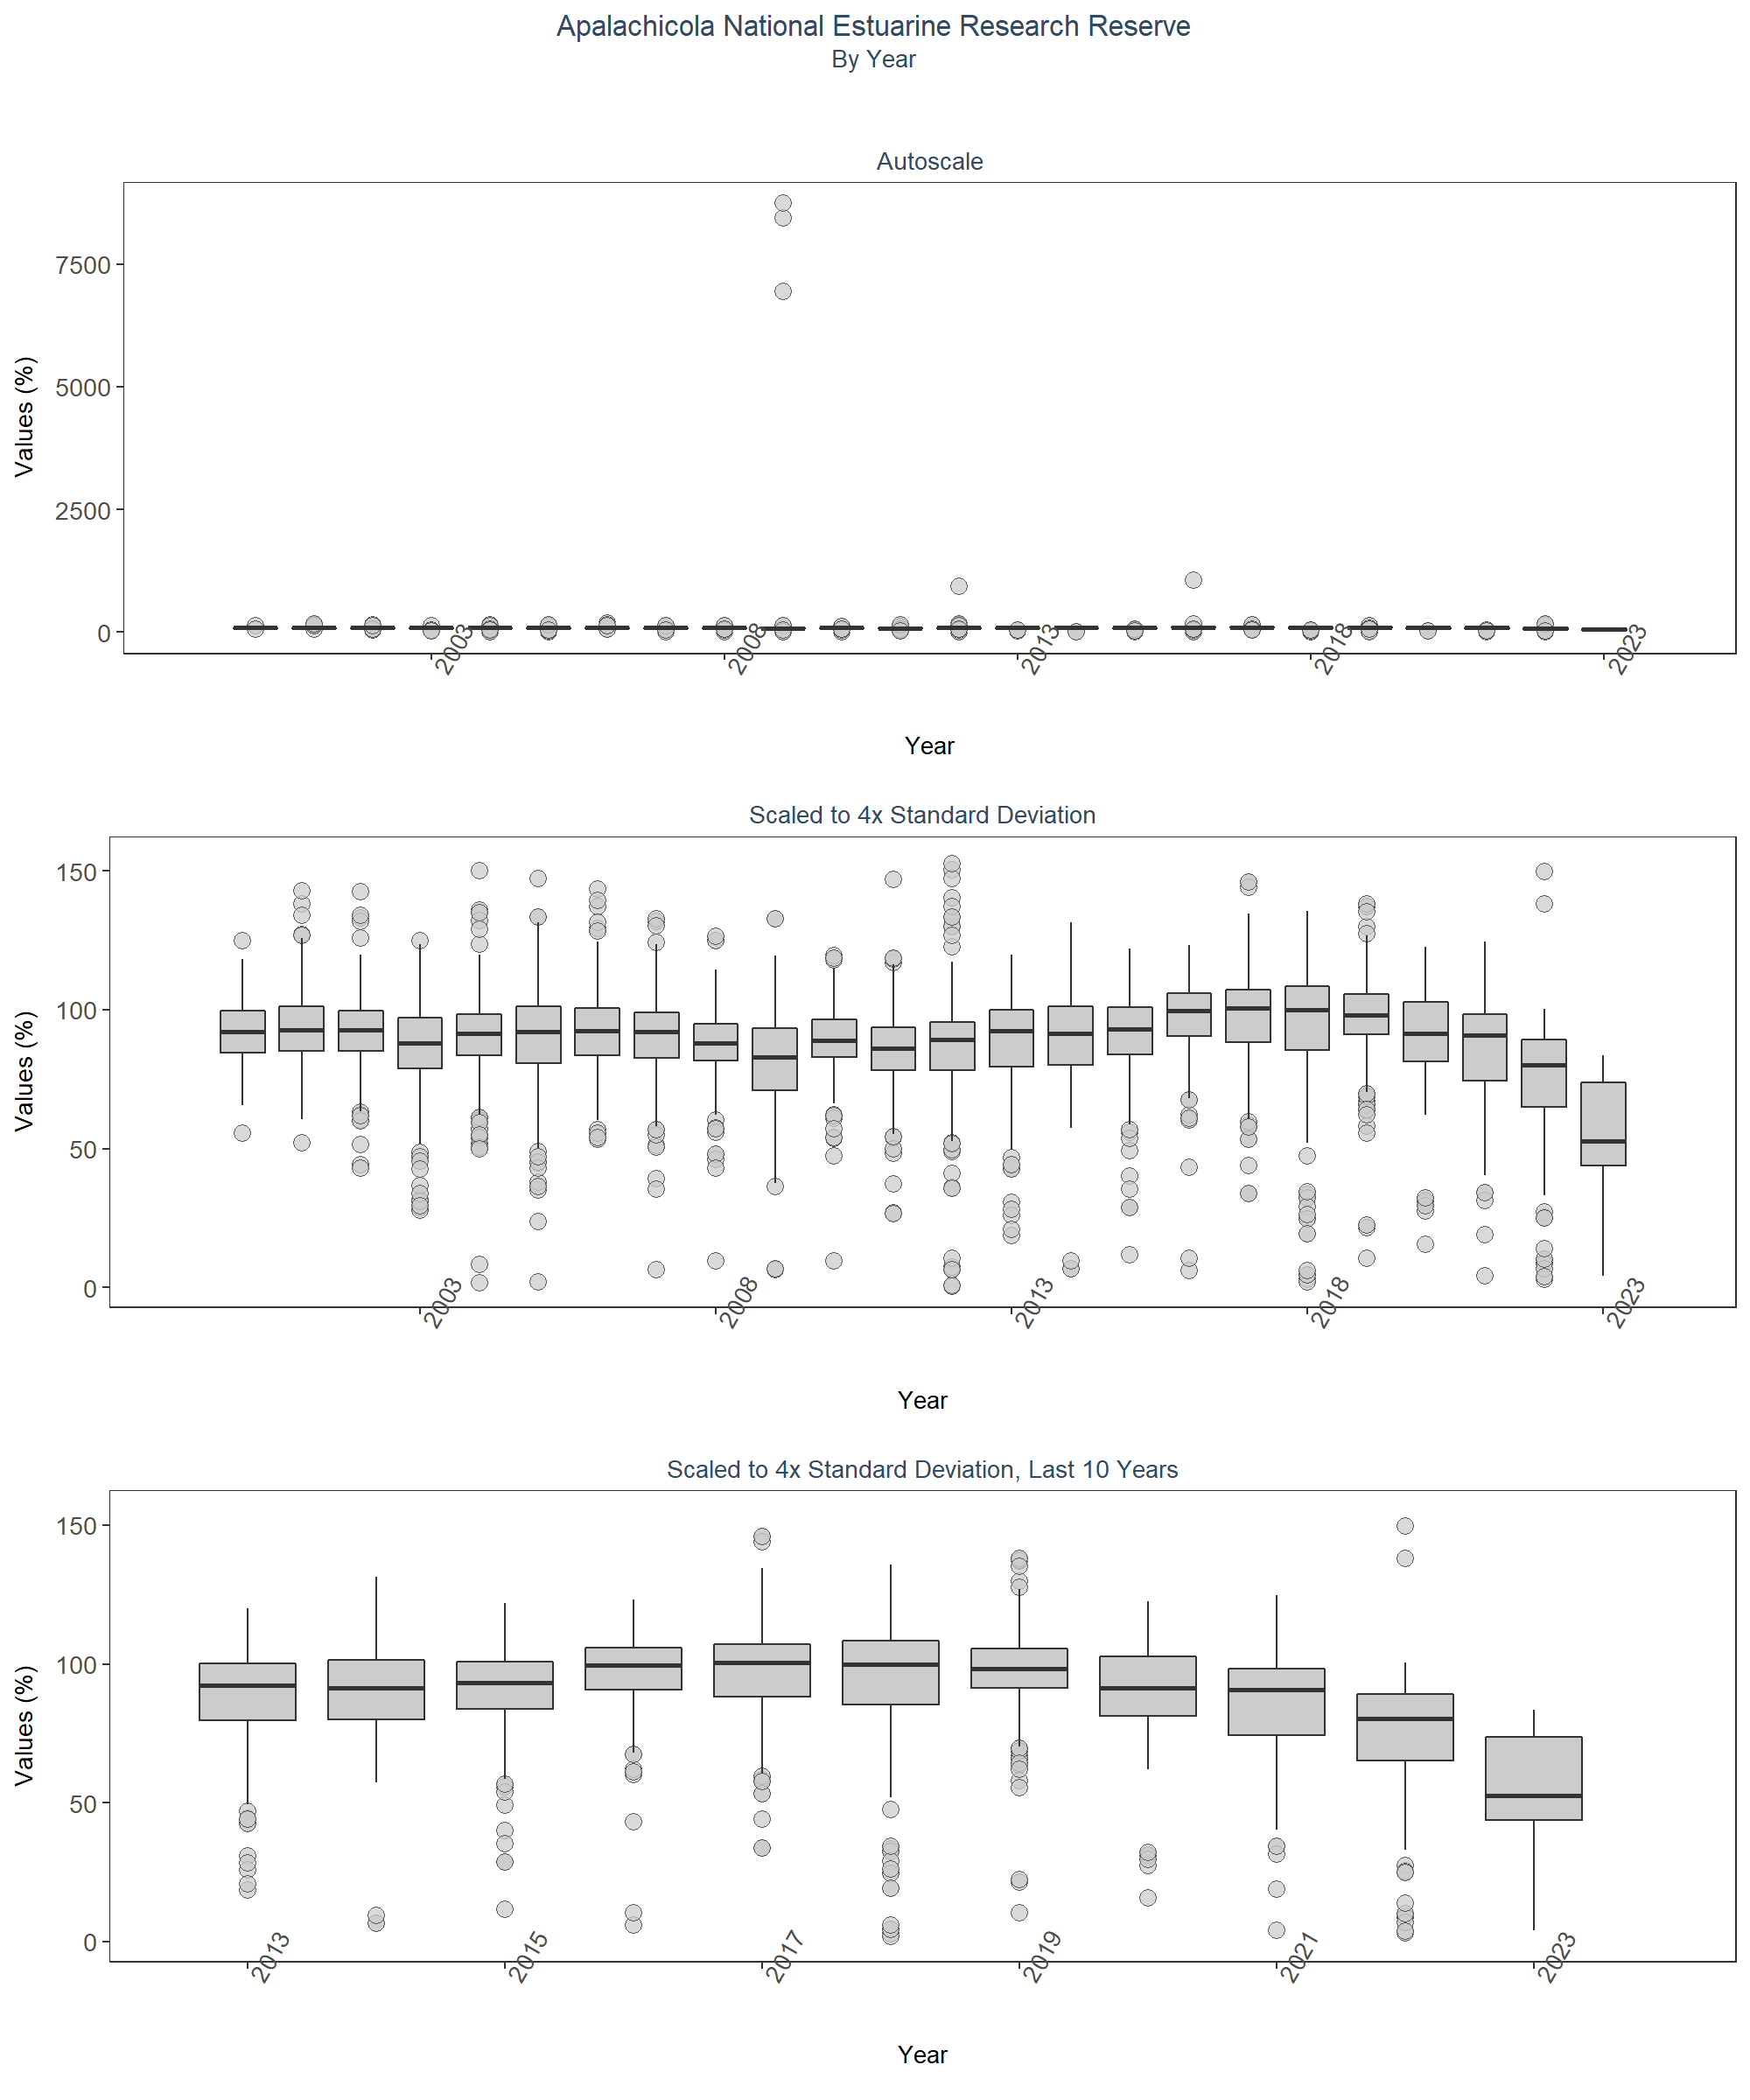 Apalachicola National Estuarine Research Reserve
By Year
Autoscale
Values (%)
7500
5000
2500
0
2003 2008 2013 2018 2023
Year
Scaled to 4x Standard Deviation
Values (%)
150
100
50
0
2003 2008 2013 2018 2023
Year
Scaled to 4x Standard Deviation, Last 10 Years
Values (%)
150
100
50
0
2013 2015 2017 2019 2021 2023
Year